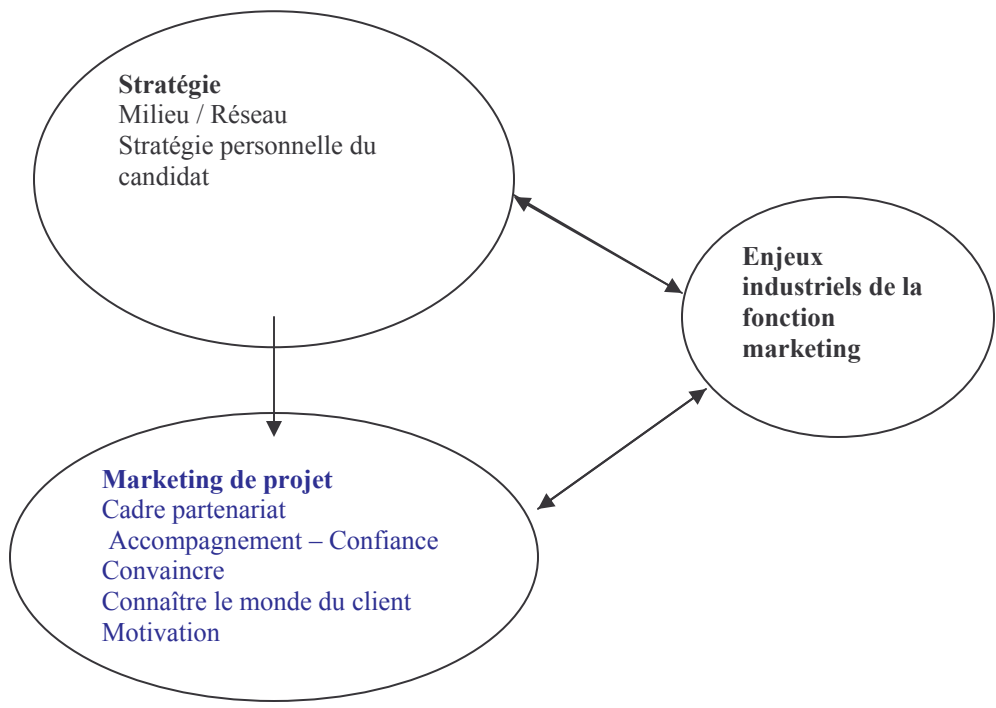 Stratégie
Milieu / Réseau
Stratégie personnelle du
candidat
Enjeux
industriels de la
fonction
marketing
Marketing de projet
Cadre partenariat
Accompagnement – Confiance
Convaincre
Connaître le monde du client
Motivation